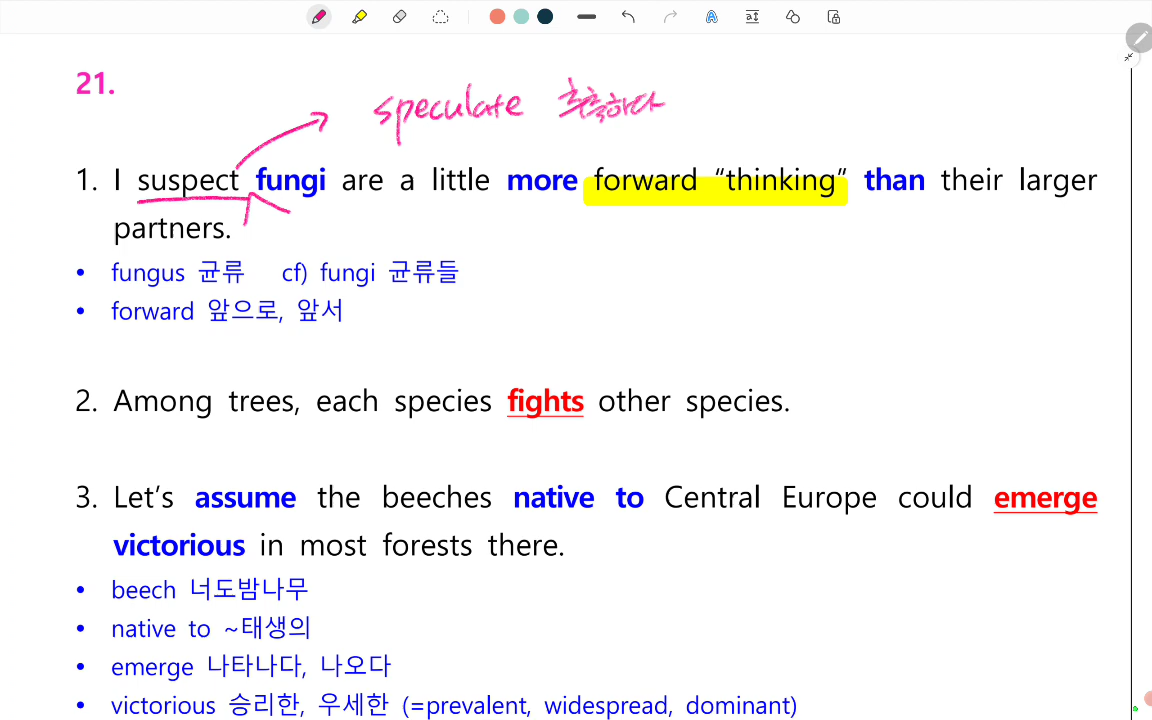 21.
speculate 추측하다
1. I suspect fungi are a little more forward “thinking” than their larger
partners.
• fungus 균류 cf) fungi 균류들
• forward 앞으로, 앞서
2. Among trees, each species fights other species.
3. Let’s assume the beeches native to Central Europe could emerge
victorious in most forests there.
• beech 너도밤나무
• native to ~태생의
• emerge 나타나다, 나오다
• victorious 승리한, 우세한 (=prevalent, widespread, dominant)